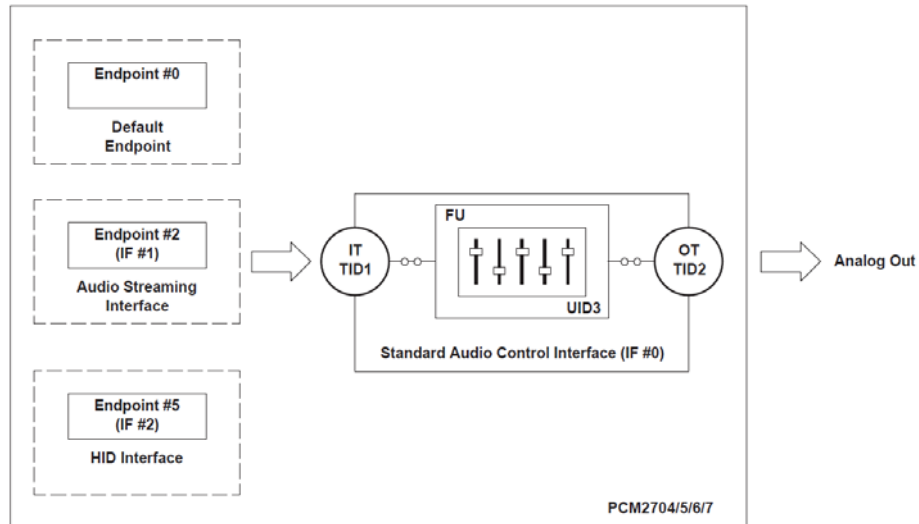 Endpoint #0
Default
Endpoint
Endpoint #2
(IF #1)
Audio Streaming
Interface
Endpoint #5
(IF #2)
HID Interface
IT
TID1
FU
UID3
OT
TID2
Standard Audio Control Interface (IF #0)
Analog Out
PCM2704/5/6/7